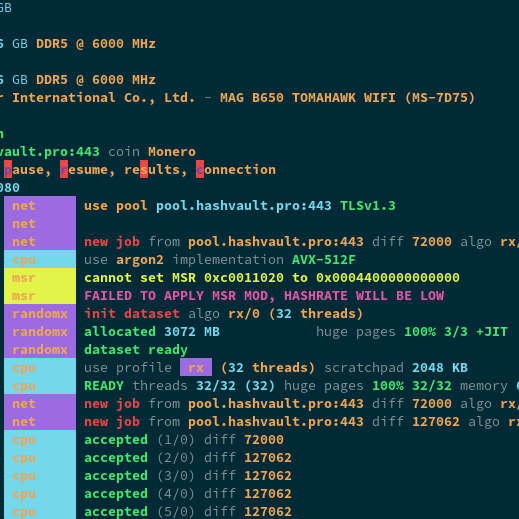 GB
GB DDR5 @ 6000 MHz
GB DDR5 @ 6000 MHz
r International Co., Ltd. - MAG B650 TOMAHAWK WIFI (MS-7D75)
n
vault.pro:443 coin Monero
pause, resume, results, connection
080
net use pool pool.hashvault.pro:443 TLSv1.3
net
net new job from pool.hashvault.pro:443 diff 72000 algo rx/
cpu use argon2 implementation AVX-512F
msr cannot set MSR 0xc0011020 to 0x0004400000000000
msr FAILED TO APPLY MSR MOD, HASHRATE WILL BE LOW
randomx init dataset algo rx/0 (32 threads)
randomx allocated 3072 MB huge pages 100% 3/3 +JIT
randomx dataset ready
cpu use profile rx (32 threads) scratchpad 2048 KB
cpu READY threads 32/32 (32) huge pages 100% 32/32 memory
net new job from pool.hashvault.pro:443 diff 72000 algo rx/
net new job from pool.hashvault.pro:443 diff 127062 algo rx
cpu accepted (1/0) diff 72000
cpu accepted (2/0) diff 127062
cpu accepted (3/0) diff 127062
cpu accepted (4/0) diff 127062
cpu accepted (5/0) diff 127062